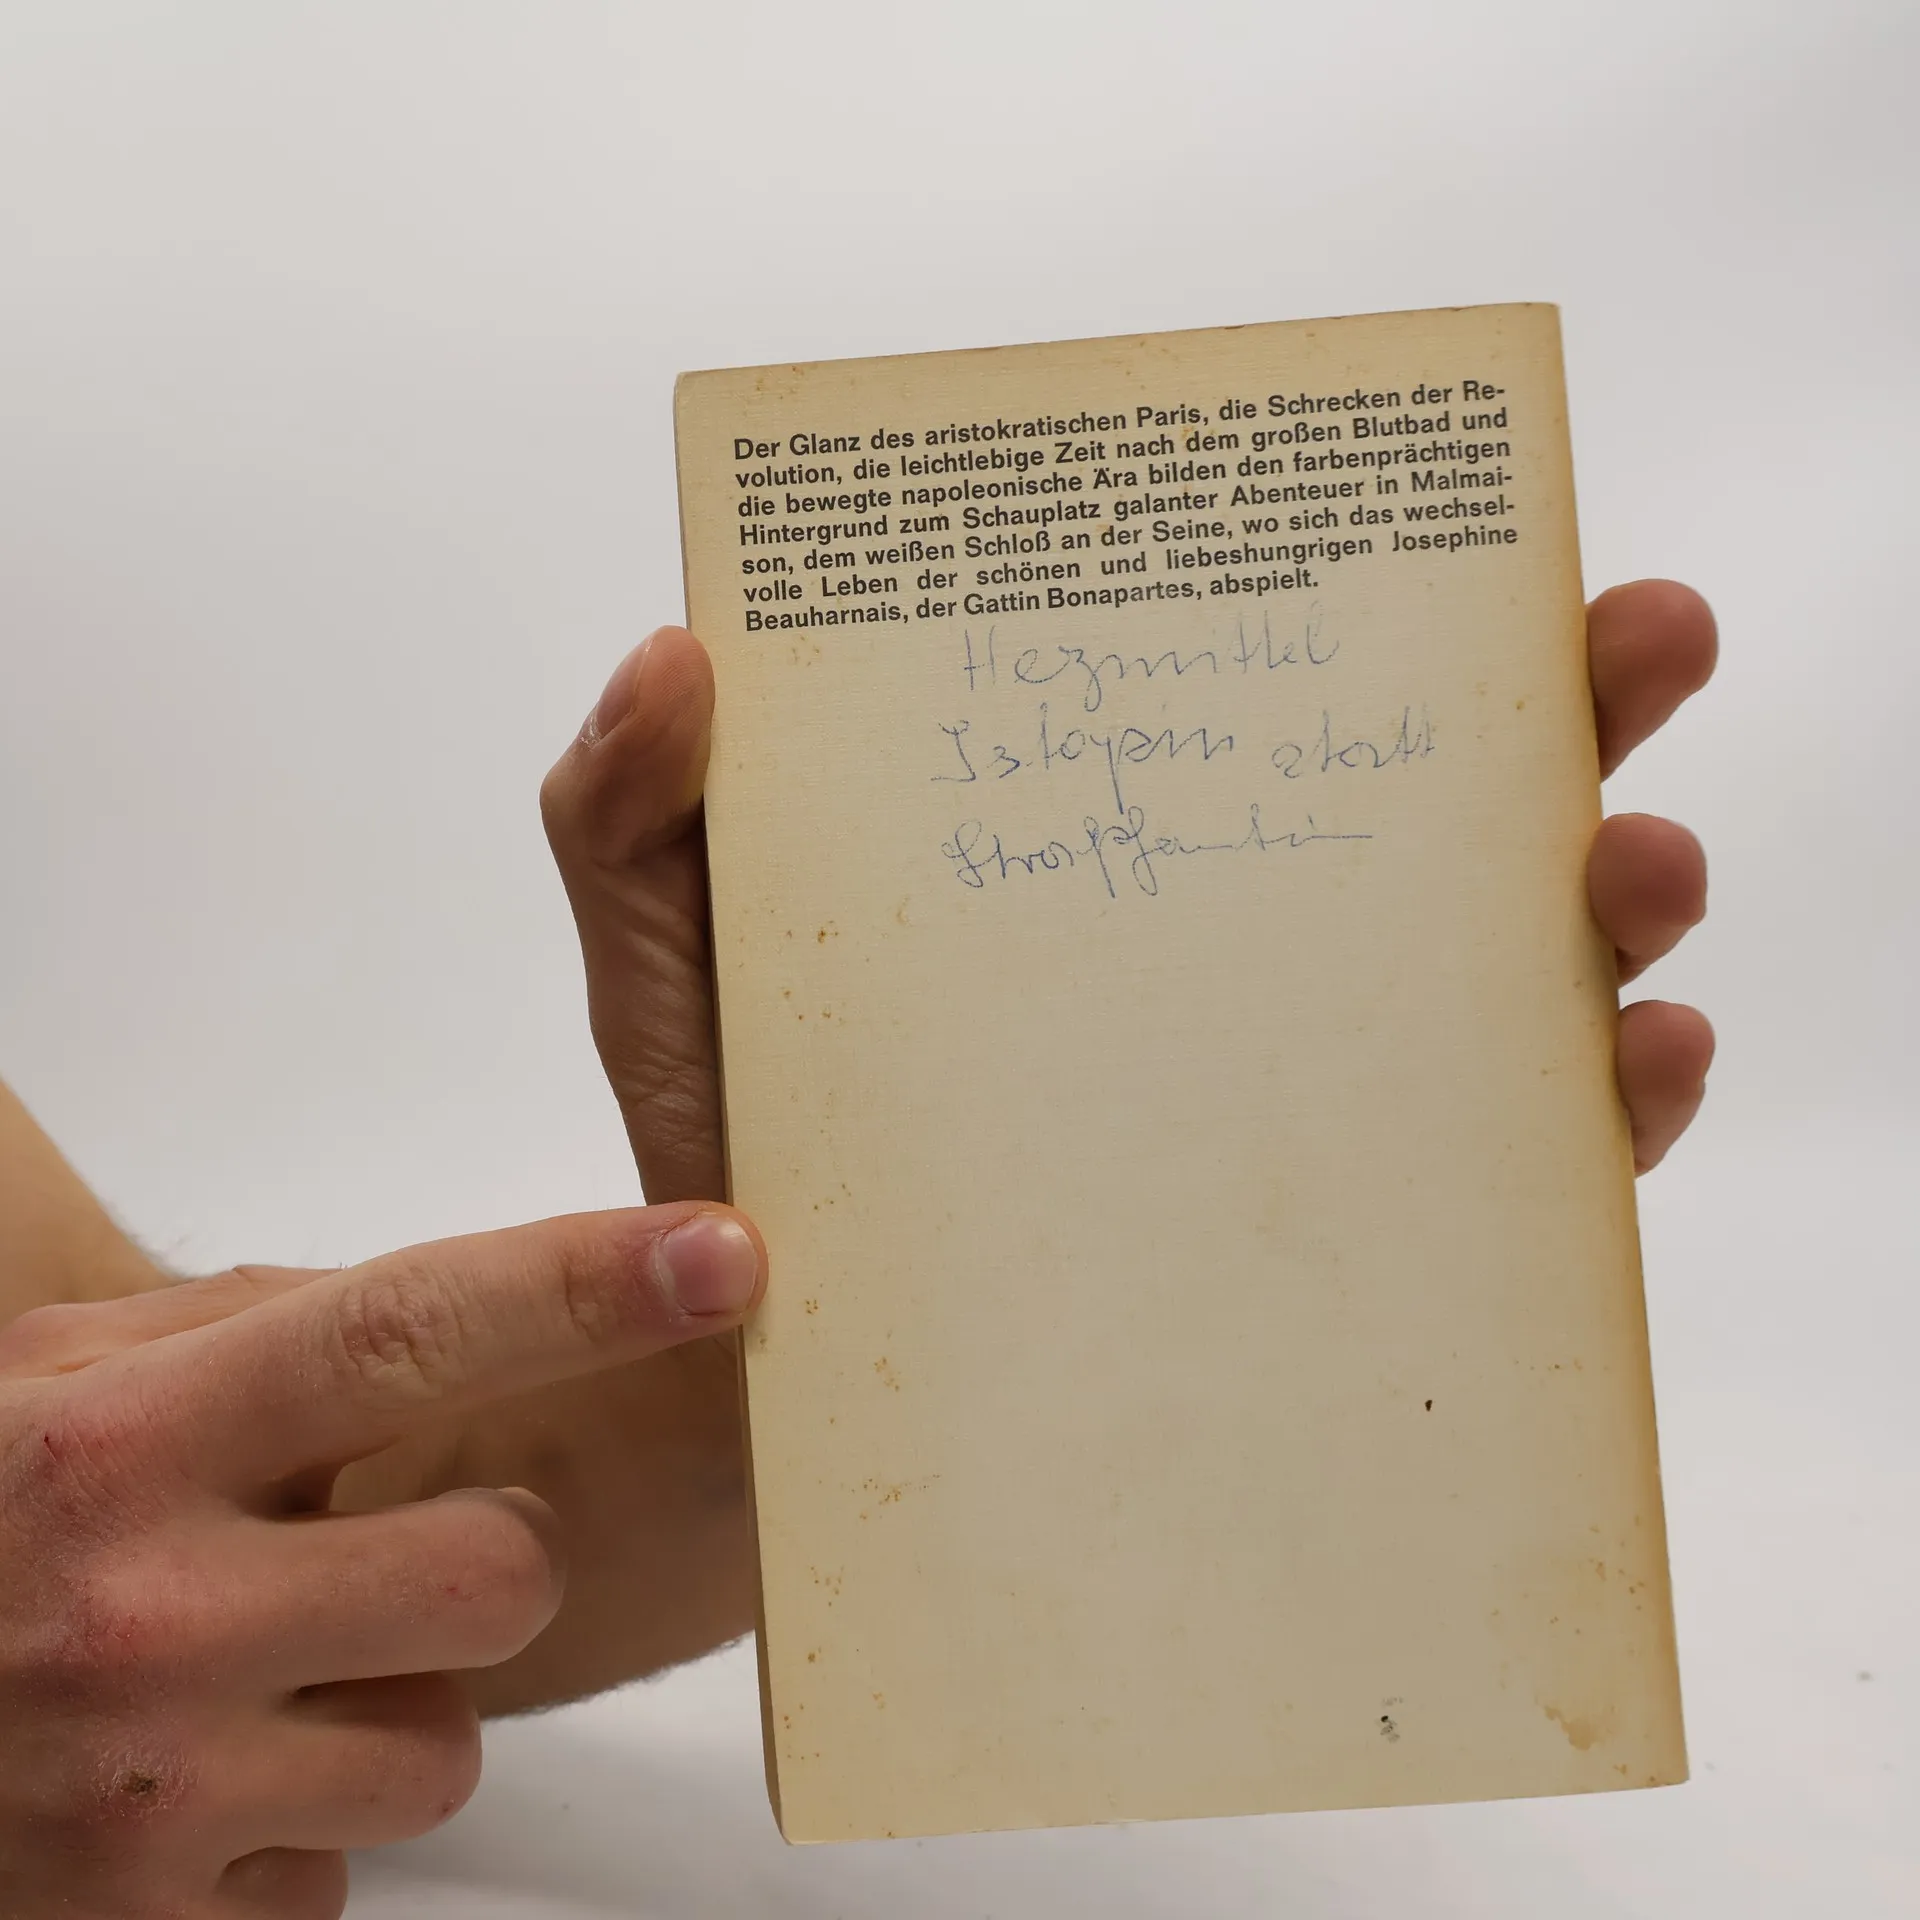 Der Glanz des aristokratischen Paris, die Schrecken der Re-
volution, die leichtlebige Zeit nach dem großen Blutbad und
die bewegte napoleonische Ära bilden den farbenprächtigen
Hintergrund zum Schauplatz galanter Abenteuer in Malmai-
son, dem weißen Schloß an der Seine, wo sich das wechsel-
volle Leben der schönen und liebeshungrigen Josephine
Beauharnais, der Gattin Bonapartes, abspielt.
Hezmittel
statt
Strophantin